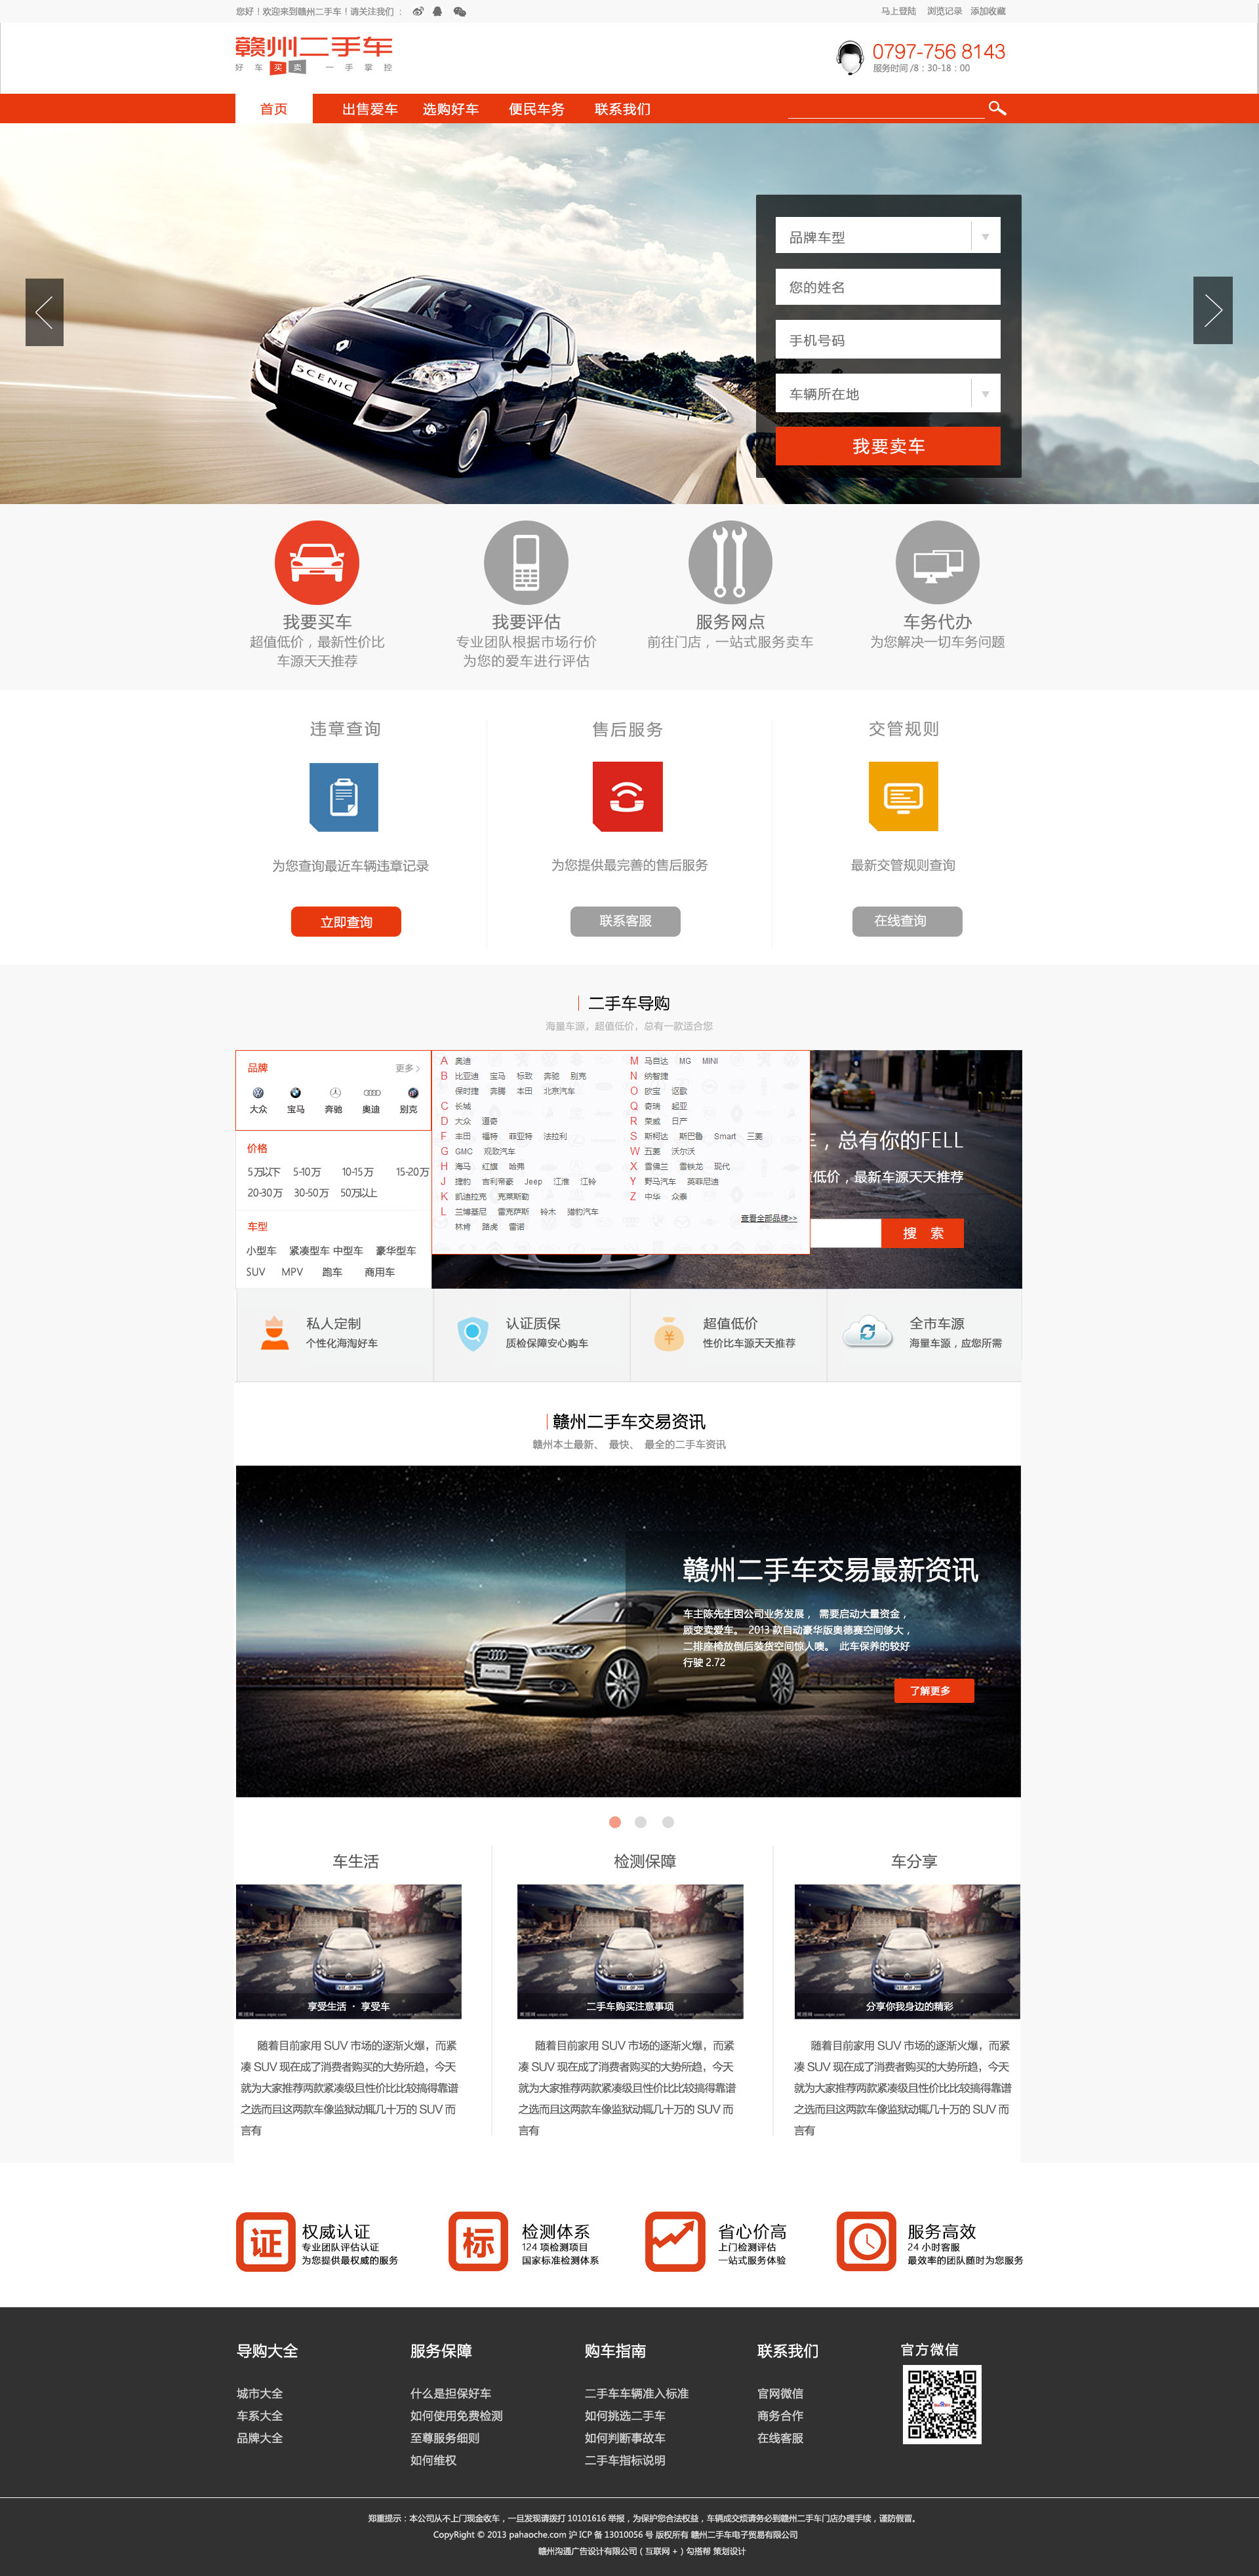 您好！欢迎来到赣州二手车！请关注我们：
马上登陆 浏览记录 添加收藏
赣州二手车
好车 买 卖 一手掌控
0797-756 8143
服务时间 /8：30-18：00
首页 出售爱车 选购好车 便民车务 联系我们
品牌车型
您的姓名
手机号码
车辆所在地
我要卖车
SCENIC
我要买车 我要评估 服务网点 车务代办
超值低价，最新性价比 专业团队根据市场行价 前往门店，一站式服务卖车 为您解决一切车务问题
车源天天推荐 为您的爱车进行评估
违章查询 售后服务 交管规则
为您查询最近车辆违章记录 为您提供最完善的售后服务 最新交管规则查询
立即查询 联系客服 在线查询
二手车导购
海量车源，超值低价，总有一款适合您
品牌 更多 >
大众 宝马 奔驰 奥迪 别克
价格
5万以下 5-10万 10-15万 15-20万
20-30万 30-50万 50万以上
车型
小型车 紧凑型车 中型车 豪华型车
SUV MPV 跑车 商用车
A 奥迪
B 比亚迪 宝马 标致 奔驰 别克
保时捷 奔腾 本田 北京汽车
C 长城
D 大众 道奇
F 丰田 福特 菲亚特 法拉利
G GMC 观致汽车
H 海马 红旗 哈弗
J 捷豹 吉利帝豪 Jeep 江淮 江铃
K 凯迪拉克 克莱斯勒
L 兰博基尼 雷克萨斯 铃木 猎豹汽车
林肯 路虎 雷诺
M 马自达 MG MINI
N 纳智捷
O 欧宝 讴歌
Q 奇瑞 起亚
R 荣威 日产
S 斯柯达 斯巴鲁 Smart 三菱
W 五菱 沃尔沃
X 雪佛兰 雪铁龙 现代
Y 野马汽车 英菲尼迪
Z 中华 众泰
查看全部品牌>>
，总有你的FELL
低价，最新车源天天推荐
搜 索
私人定制 认证质保 超值低价 全市车源
个性化海淘好车 质检保障安心购车 性价比车源天天推荐 海量车源，应您所需
赣州二手车交易资讯
赣州本土最新、 最快、 最全的二手车资讯
赣州二手车交易最新资讯
车主陈先生因公司业务发展， 需要启动大量资金，
顾变卖爱车。 2013 款自动豪华版奥德赛空间够大，
二排座椅放倒后装货空间惊人噢。 此车保养的较好
行驶 2.72
了解更多
车生活 检测保障 车分享
享受生活 · 享受车 二手车购买注意事项 分享你我身边的精彩
随着目前家用 SUV 市场的逐渐火爆，而紧
凑 SUV 现在成了消费者购买的大势所趋，今天
就为大家推荐两款紧凑级且性价比比较搞得靠谱
之选而且这两款车像监狱动辄几十万的 SUV 而
言有
随着目前家用 SUV 市场的逐渐火爆，而紧
凑 SUV 现在成了消费者购买的大势所趋，今天
就为大家推荐两款紧凑级且性价比比较搞得靠谱
之选而且这两款车像监狱动辄几十万的 SUV 而
言有
随着目前家用 SUV 市场的逐渐火爆，而紧
凑 SUV 现在成了消费者购买的大势所趋，今天
就为大家推荐两款紧凑级且性价比比较搞得靠谱
之选而且这两款车像监狱动辄几十万的 SUV 而
言有
证 权威认证
专业团队评估认证
为您提供最权威的服务
标 检测体系
124 项检测项目
国家标准检测体系
省心价高
上门检测评估
一站式服务体验
服务高效
24 小时客服
最效率的团队随时为您服务
导购大全
城市大全
车系大全
品牌大全
服务保障
什么是担保好车
如何使用免费检测
至尊服务细则
如何维权
购车指南
二手车车辆准入标准
如何挑选二手车
如何判断事故车
二手车指标说明
联系我们
官网微信
商务合作
在线客服
官方微信
郑重提示：本公司从不上门现金收车，一旦发现请拨打 10101616 举报，为保护您合法权益，车辆成交烦请务必到赣州二手车门店办理手续，谨防假冒。
CopyRight © 2013 pahaoche.com 沪 ICP 备 13010056 号 版权所有 赣州二手车电子贸易有限公司
赣州沟通广告设计有限公司（互联网 +）勾搭帮 策划设计